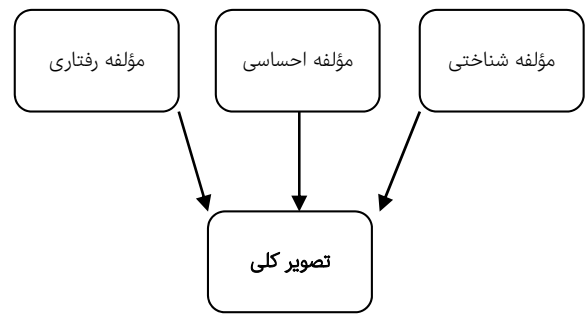 مؤلفه شناختی
مؤلفه احساسی
مؤلفه رفتاری
تصویر کلی